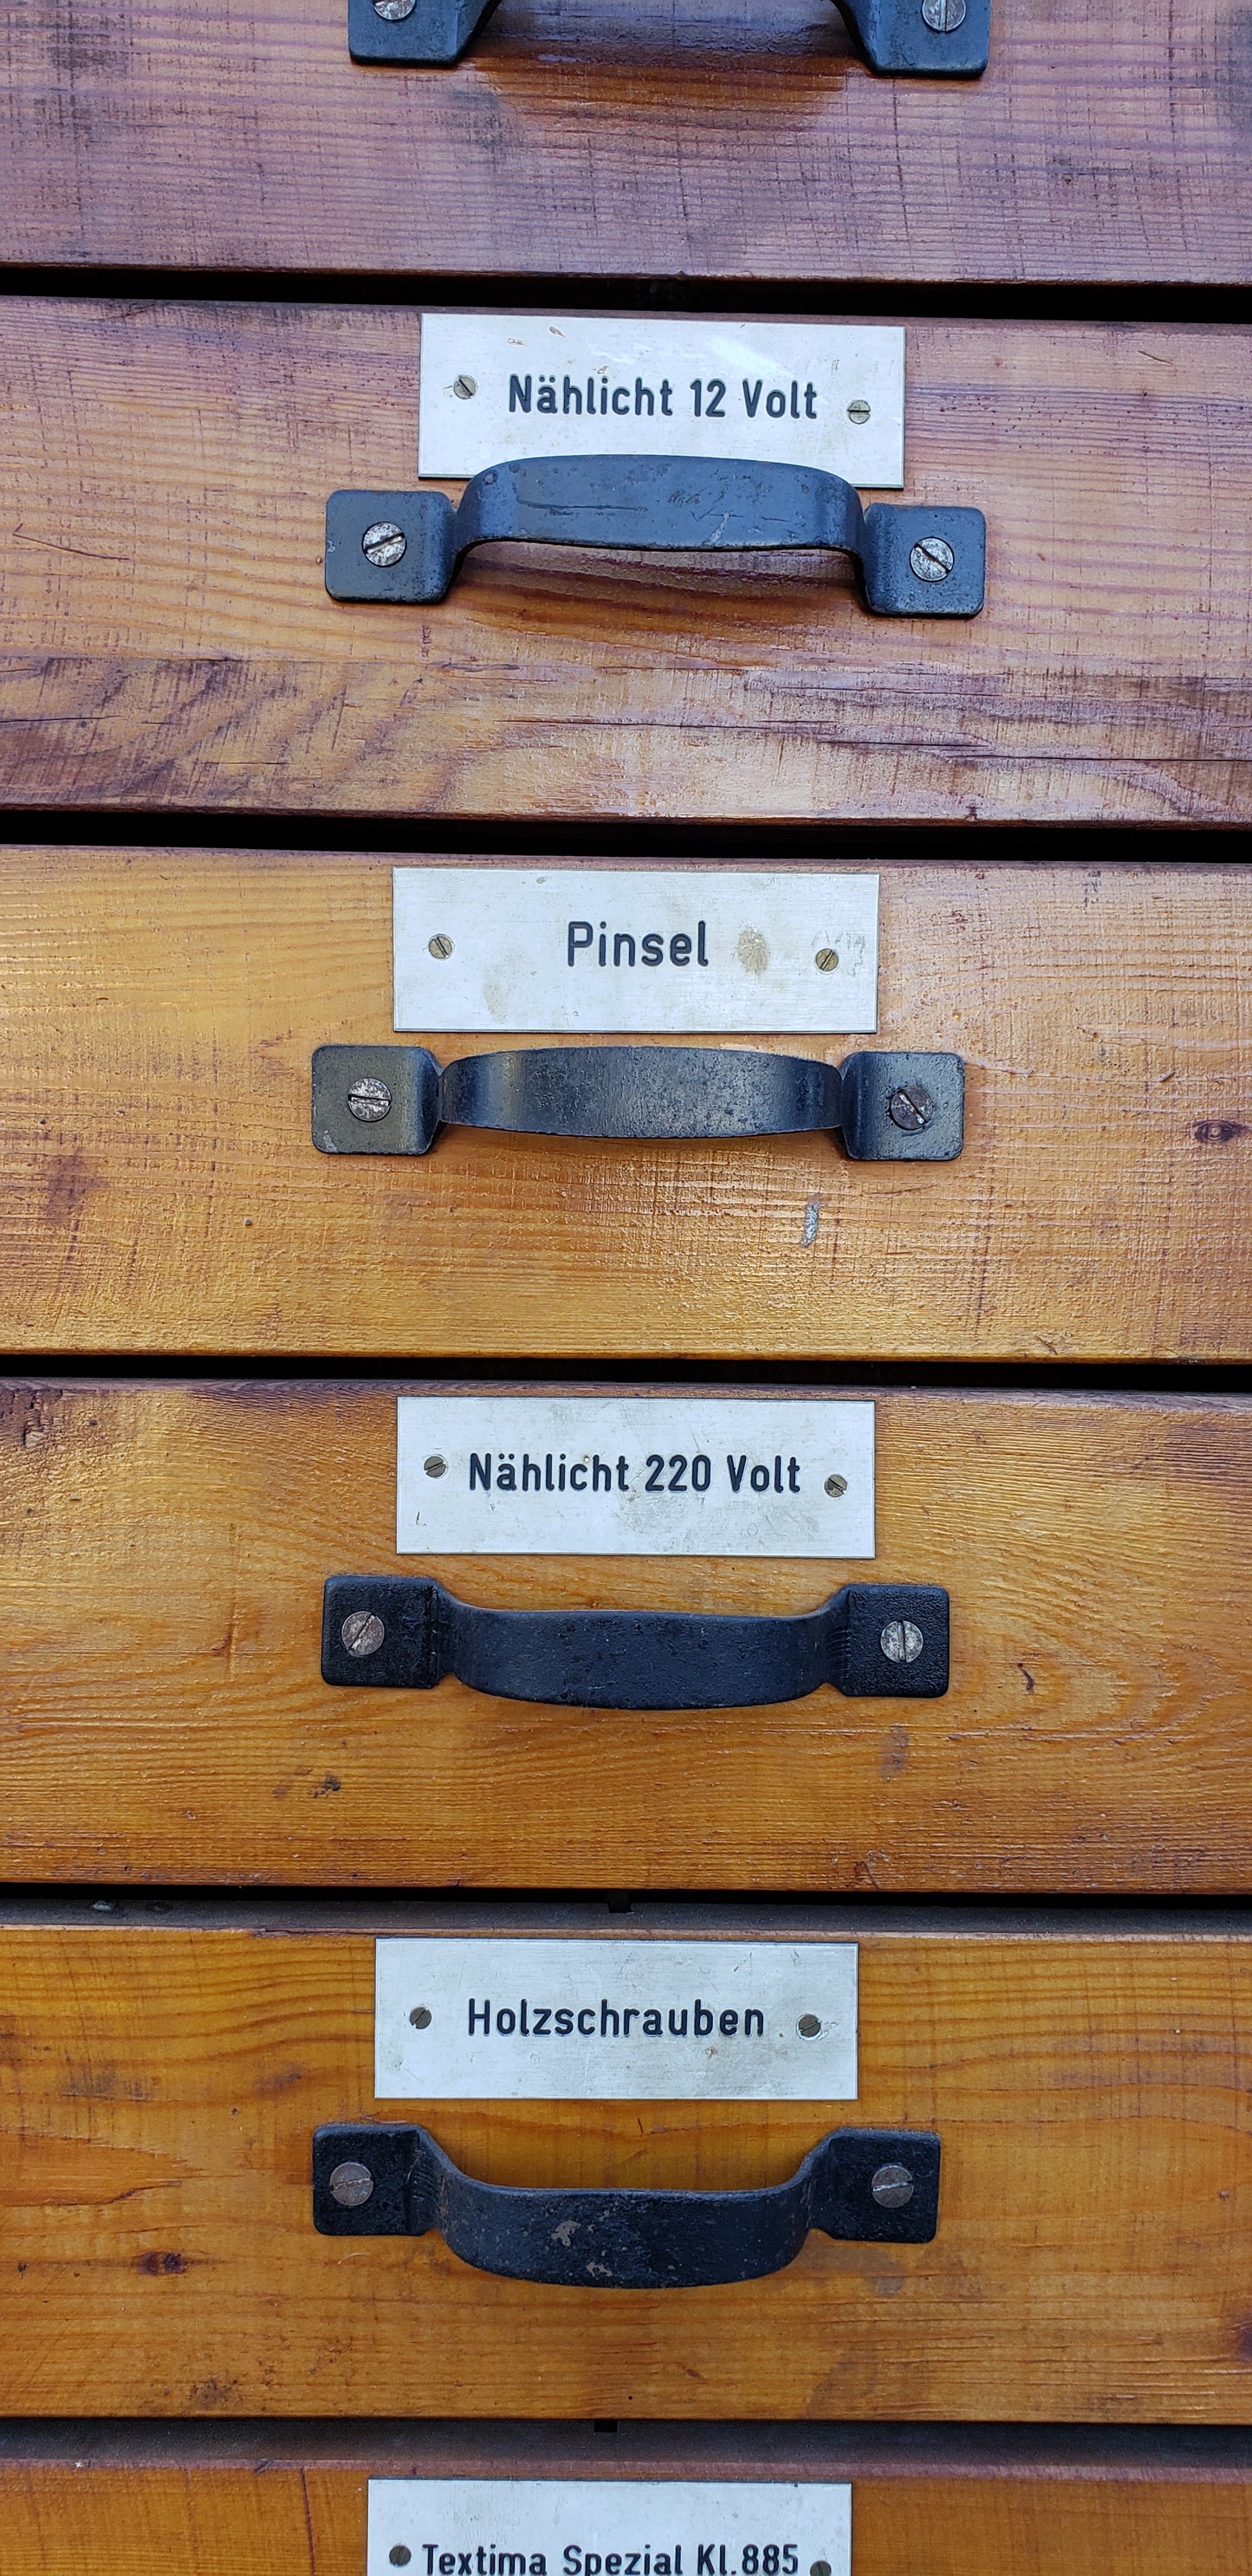 Nählicht 12 Volt
Pinsel
Nählicht 220 Volt
Holzschrauben
Textima Spezial Kl.885